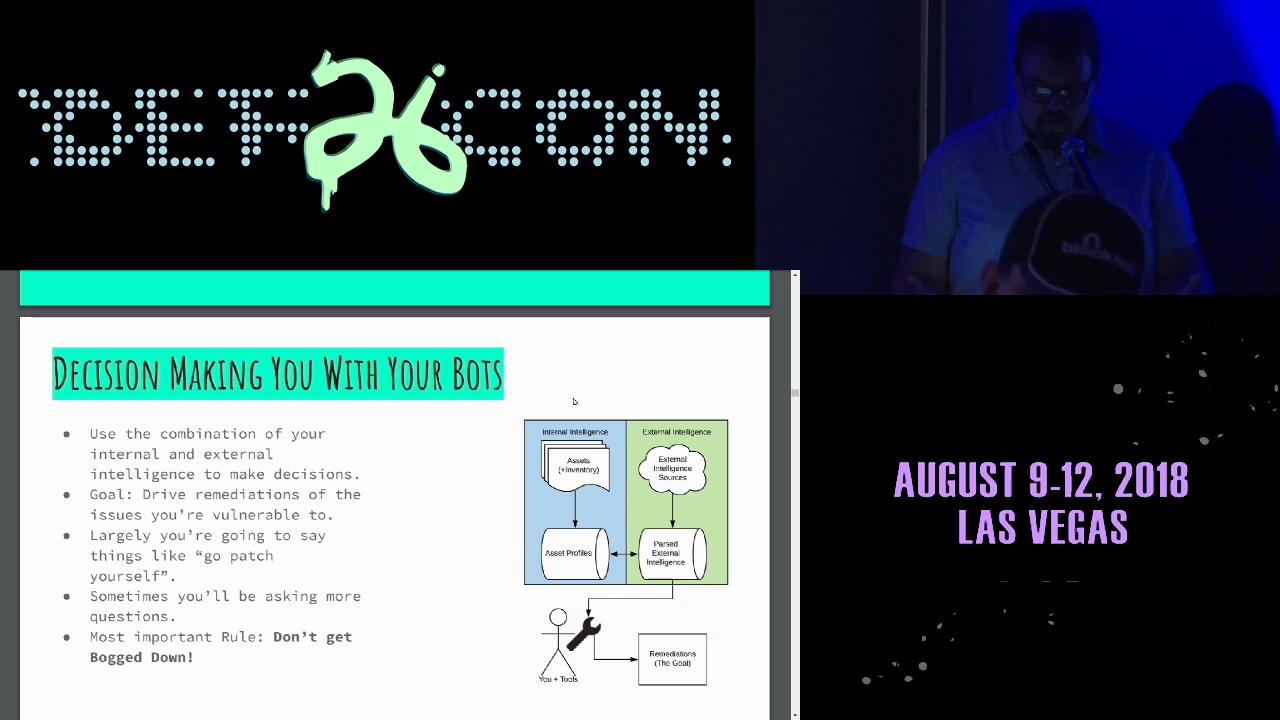 DEF 26 CON
Decision Making You With Your Bots
Use the combination of your
internal and external
intelligence to make decisions.
Goal: Drive remediations of the
issues you’re vulnerable to.
Largely you’re going to say
things like “go patch
yourself”.
Sometimes you’ll be asking more
questions.
Most important Rule: Don’t get
Bogged Down!
Internal Intelligence
External Intelligence
Assets
(+Inventory)
External
Intelligence
Sources
Asset Profiles
Parsed
External
Intelligence
You + Tools
Remediations
(The Goal)
AUGUST 9-12, 2018
LAS VEGAS